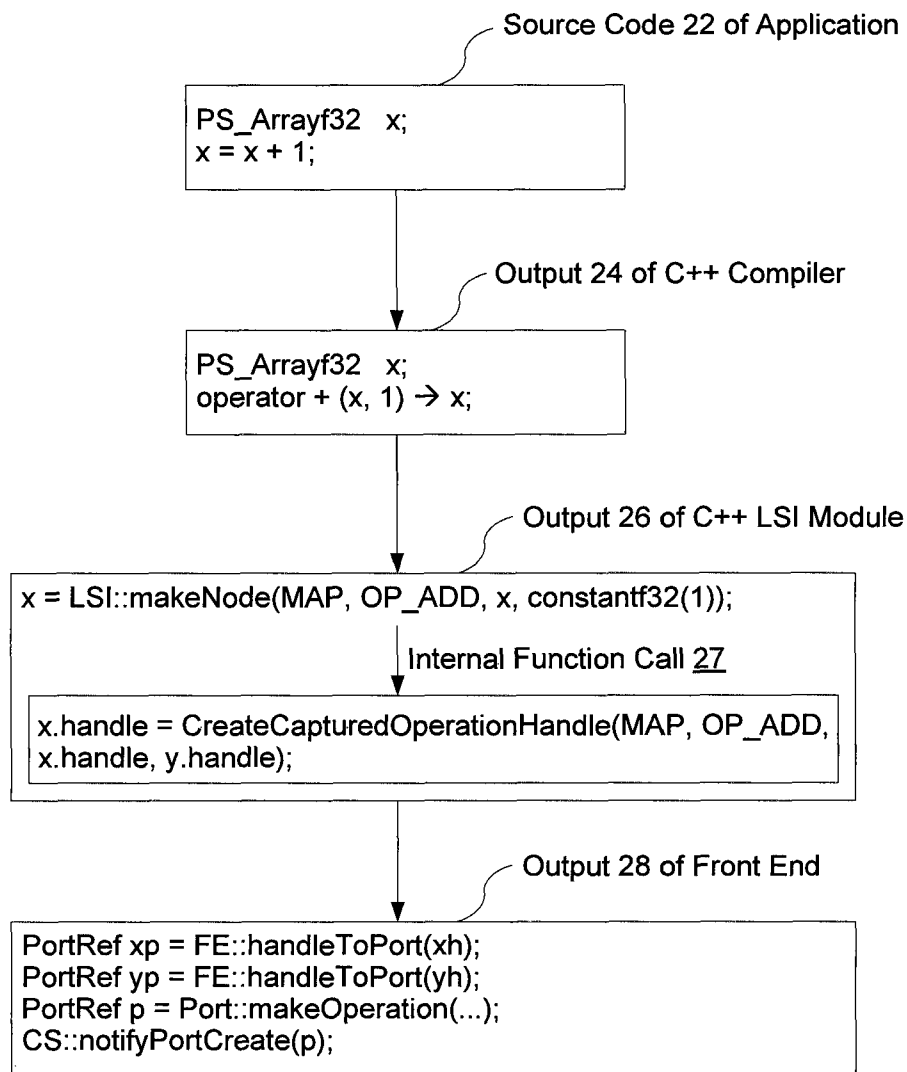 Source Code 22 of Application
PS_Arrayf32 x;
x = x + 1;
Output 24 of C++ Compiler
PS_Arrayf32 x;
operator + (x, 1) → x;
Output 26 of C++ LSI Module
x = LSI::makeNode(MAP, OP_ADD, x, constantf32(1));
Internal Function Call 27
x.handle = CreateCapturedOperationHandle(MAP, OP_ADD,
x.handle, y.handle);
Output 28 of Front End
PortRef xp = FE::handleToPort(xh);
PortRef yp = FE::handleToPort(yh);
PortRef p = Port::makeOperation(...);
CS::notifyPortCreate(p);